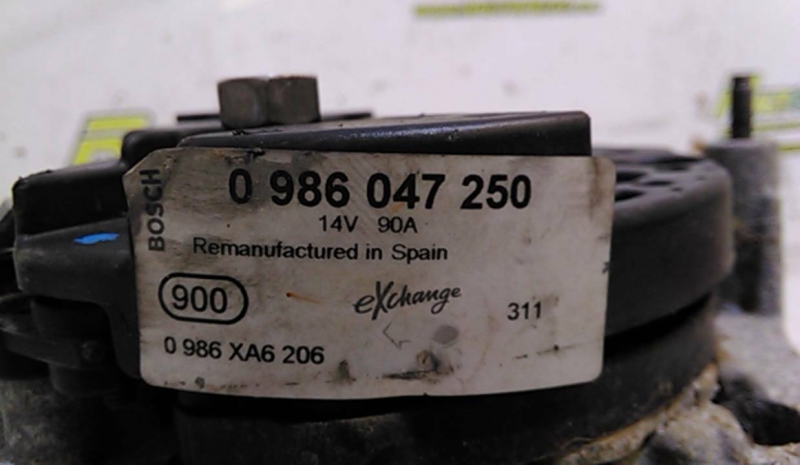 BOSCH
0 986 047 250
14V 90A
Remanufactured in Spain
900
eXchange
311
0 986 XA6 206